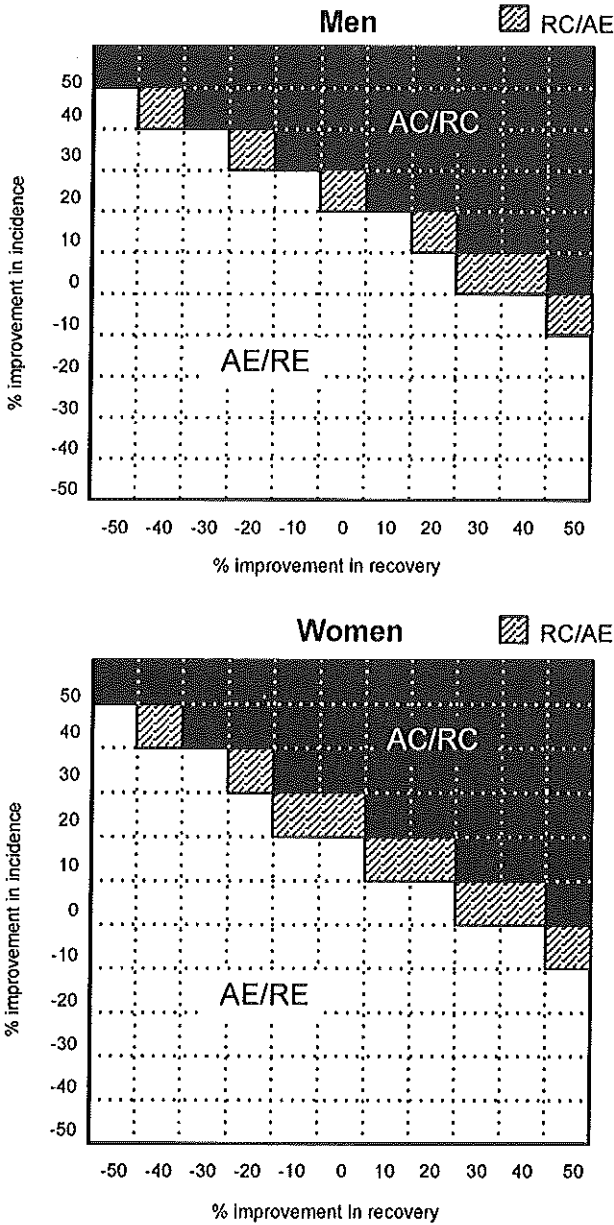 Men
RC/AE
% improvement in incidence
50
40
30
20
10
0
-10
-20
-30
-40
-50
AC/RC
AE/RE
-50 -40 -30 -20 -10 0 10 20 30 40 50
% improvement in recovery
Women
RC/AE
% improvement in incidence
50
40
30
20
10
0
-10
-20
-30
-40
-50
AC/RC
AE/RE
-50 -40 -30 -20 -10 0 10 20 30 40 50
% improvement in recovery